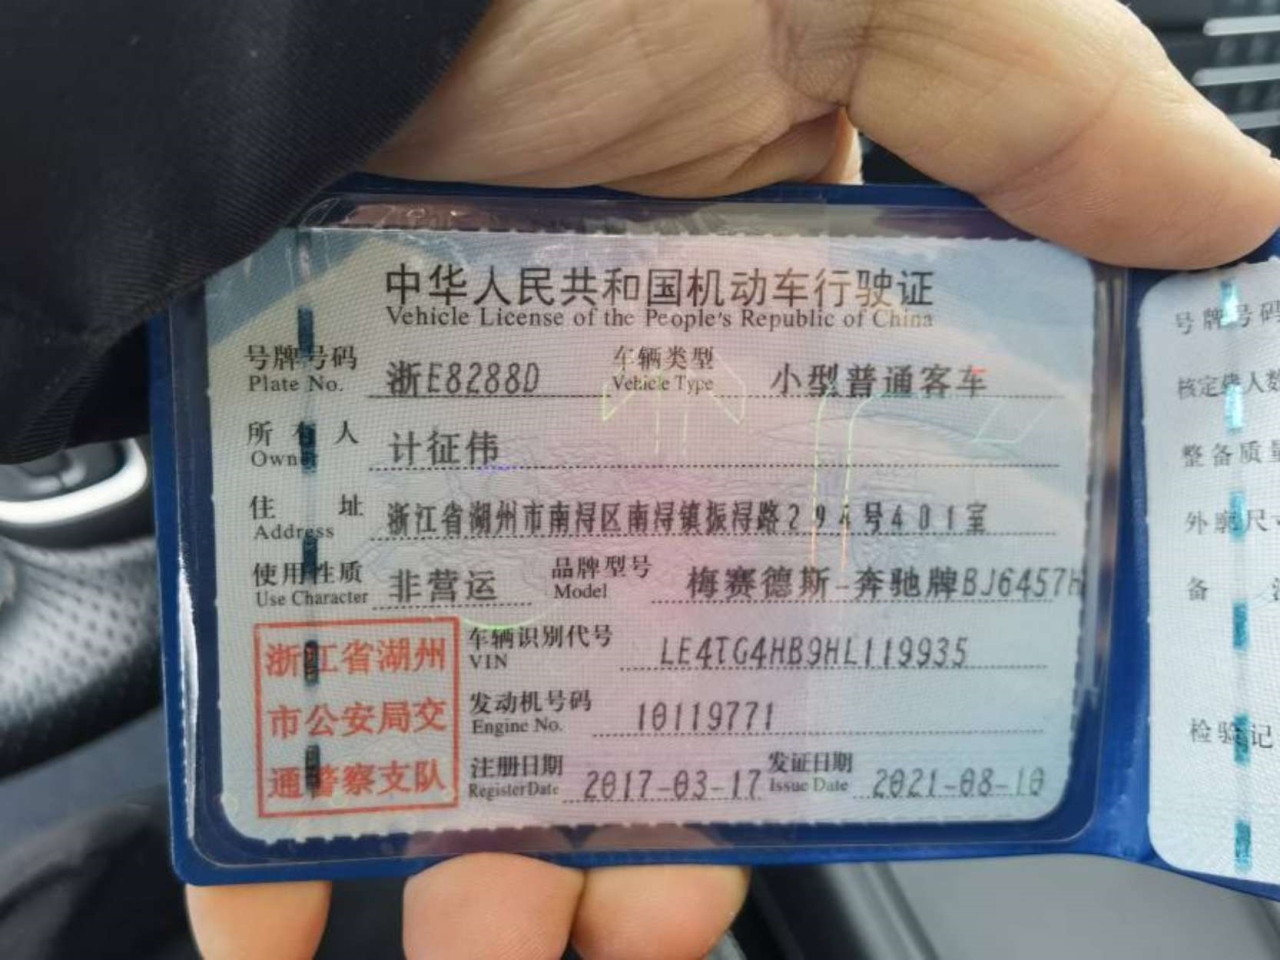 中华人民共和国机动车行驶证
Vehicle License of the People's Republic of China
号牌号码 浙E8288D 车辆类型 小型普通客车
Plate No. Vehicle Type
所有人 计征伟
Owner
住址 浙江省湖州市南浔区南浔镇振浔路294号401室
Address
使用性质 非营运 品牌型号 梅赛德斯-奔驰牌BJ6457H
Use Character Model
浙江省湖州
市公安局交
通警察支队
车辆识别代号 LE4TG4HB9HL119935
VIN
发动机号码 10119771
Engine No.
注册日期 2017-03-17 发证日期 2021-08-10
Register Date Issue Date
号牌号码
核定载人数
整备质量
外廓尺寸
备
检验记